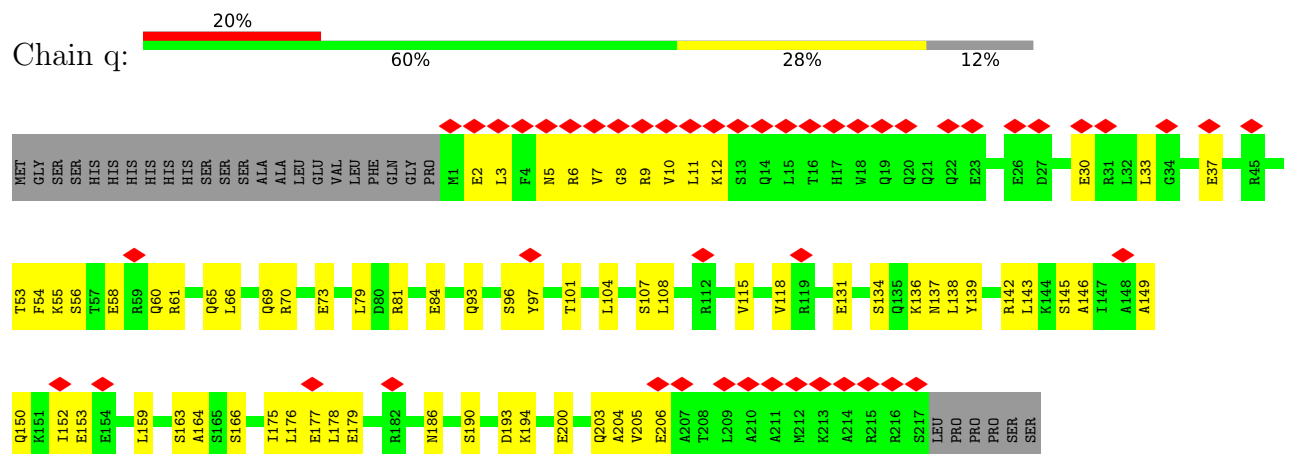 20%
Chain q:
60% 28% 12%
MET GLY SER SER HIS HIS HIS HIS HIS HIS SER SER SER ALA ALA LEU GLU VAL LEU PHE GLN GLY PRO M1 E2 L3 F4 N5 R6 V7 G8 R9 V10 L11 K12 S13 Q14 L15 T16 H17 W18 Q19 Q20 Q21 Q22 E23 E26 D27 E30 R31 L32 L33 G34 E37 R45
T53 F54 K55 S56 T57 E58 R59 Q60 R61 Q65 L66 Q69 R70 E73 L79 D80 R81 E84 Q93 S96 Y97 T101 L104 S107 L108 R112 V115 V118 R119 E131 S134 Q135 K136 N137 L138 Y139 R142 L143 K144 S145 A146 I147 A148 A149
Q150 K151 I152 E153 E154 L159 S163 A164 S165 S166 I175 L176 E177 L178 E179 R182 N186 S190 D193 K194 E200 Q203 A204 V205 E206 A207 T208 L209 A210 A211 M212 K213 A214 R215 R216 S217 LEU PRO PRO PRO SER SER